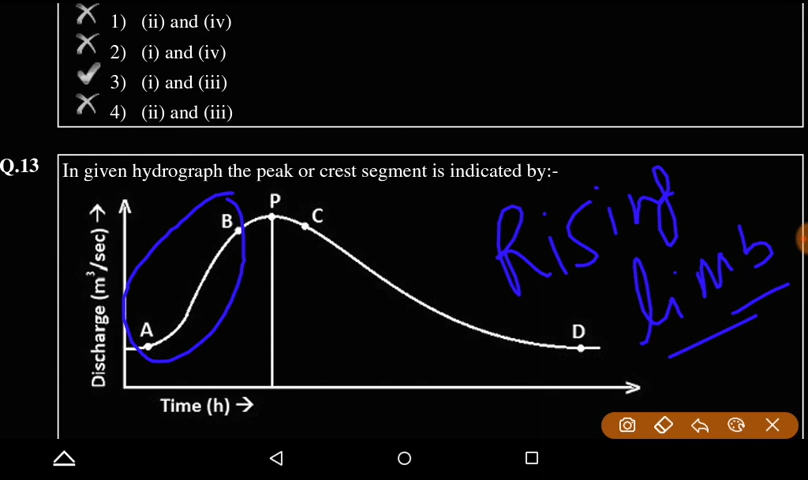 1) (ii) and (iv)
2) (i) and (iv)
3) (i) and (iii)
4) (ii) and (iii)
Q.13 In given hydrograph the peak or crest segment is indicated by:-
Discharge (m³/sec) →
A
B
P
C
D
Time (h) →
Rising
limb